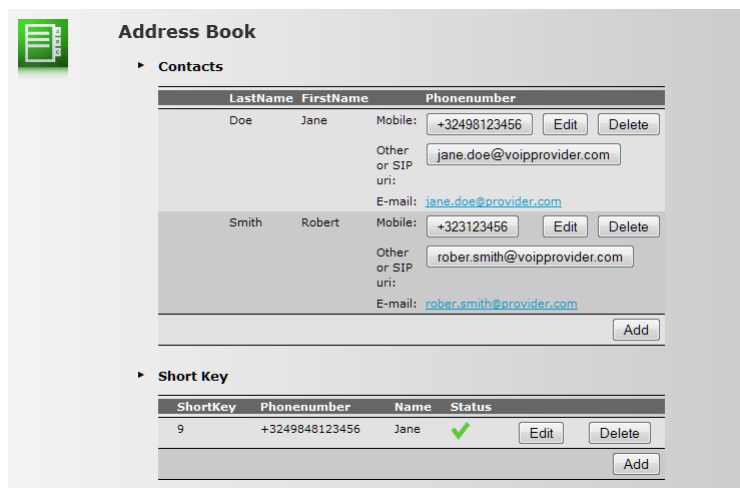 Address Book
Contacts
LastName FirstName Phonenumber
Doe Jane Mobile: +32498123456 Edit Delete
Other or SIP uri: jane.doe@voipprovider.com
E-mail: jane.doe@provider.com
Smith Robert Mobile: +323123456 Edit Delete
Other or SIP uri: rober.smith@voipprovider.com
E-mail: rober.smith@provider.com
Add
Short Key
ShortKey Phonenumber Name Status
9 +3249848123456 Jane Edit Delete
Add